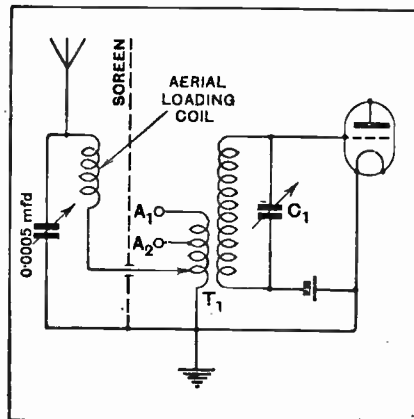 SCREEN
AERIAL
LOADING
COIL
0·0005 mfd
A1
A2
T1
C1